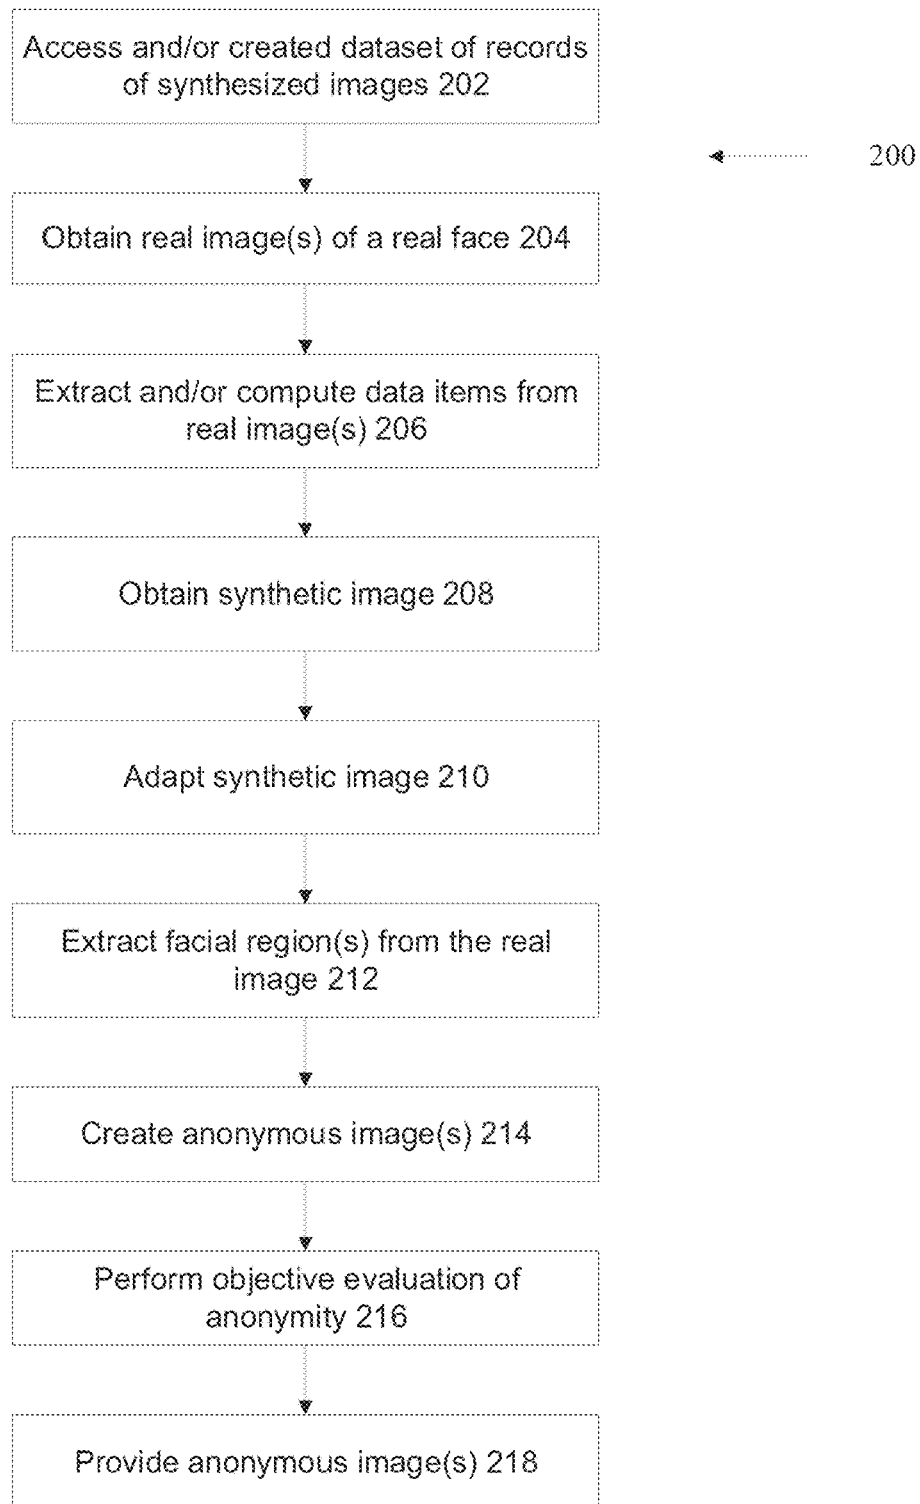 Access and/or created dataset of records
of synthesized images 202
200
Obtain real image(s) of a real face 204
Extract and/or compute data items from
real image(s) 206
Obtain synthetic image 208
Adapt synthetic image 210
Extract facial region(s) from the real
image 212
Create anonymous image(s) 214
Perform objective evaluation of
anonymity 216
Provide anonymous image(s) 218